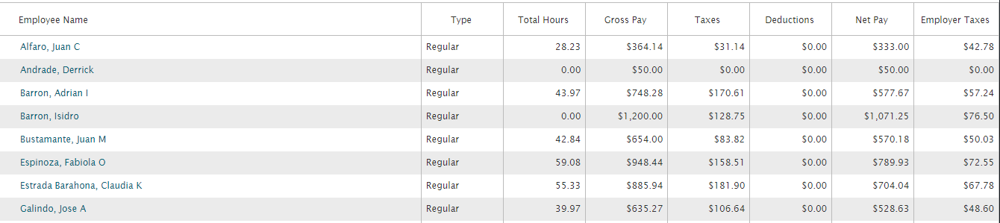 Employee Name Type Total Hours Gross Pay Taxes Deductions Net Pay Employer Taxes
Alfaro, Juan C Regular 28.23 $364.14 $31.14 $0.00 $333.00 $42.78
Andrade, Derrick Regular 0.00 $50.00 $0.00 $0.00 $50.00 $0.00
Barron, Adrian I Regular 43.97 $748.28 $170.61 $0.00 $577.67 $57.24
Barron, Isidro Regular 0.00 $1,200.00 $128.75 $0.00 $1,071.25 $76.50
Bustamante, Juan M Regular 42.84 $654.00 $83.82 $0.00 $570.18 $50.03
Espinoza, Fabiola O Regular 59.08 $948.44 $158.51 $0.00 $789.93 $72.55
Estrada Barahona, Claudia K Regular 55.33 $885.94 $181.90 $0.00 $704.04 $67.78
Galindo, Jose A Regular 39.97 $635.27 $106.64 $0.00 $528.63 $48.60